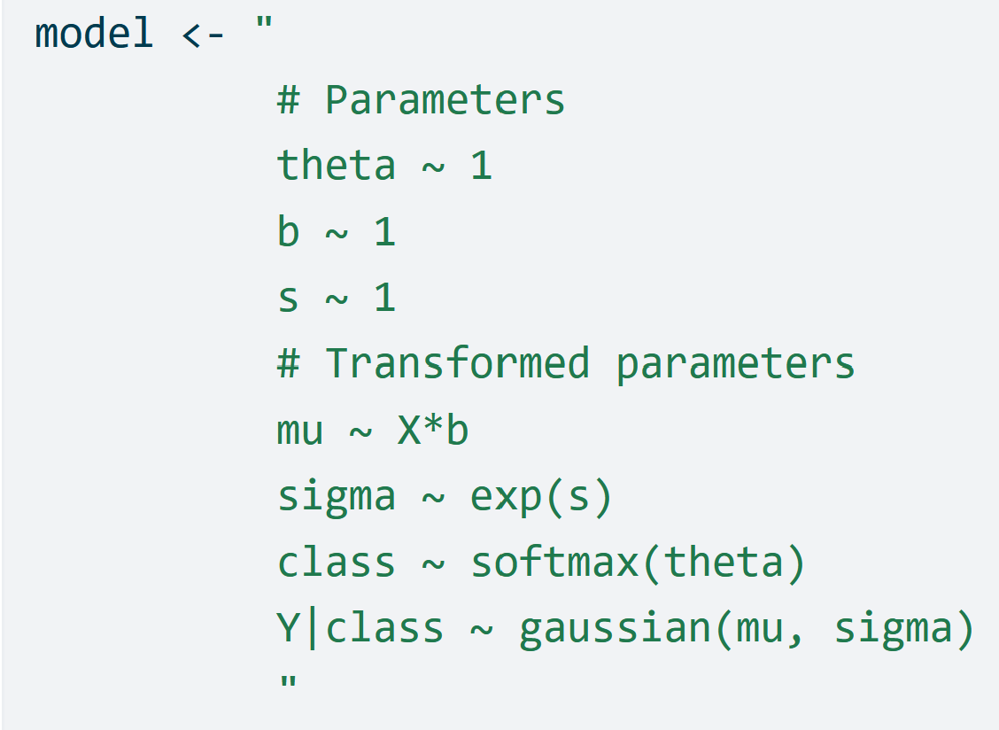 model <- "
# Parameters
theta ~ 1
b ~ 1
s ~ 1
# Transformed parameters
mu ~ X*b
sigma ~ exp(s)
class ~ softmax(theta)
Y|class ~ gaussian(mu, sigma)
"